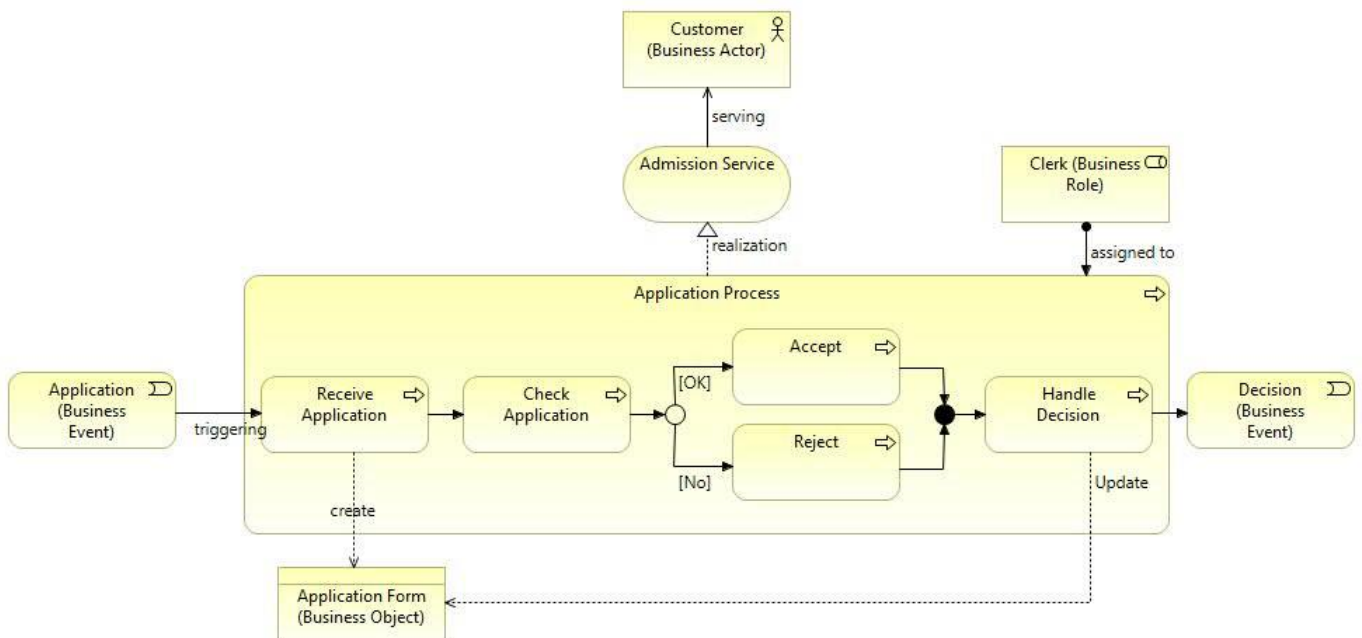 Customer
(Business Actor)
serving
Admission Service
Clerk (Business
Role)
realization
assigned to
Application Process
Application
(Business
Event)
triggering
Receive
Application
Check
Application
[OK]
[No]
Accept
Reject
Handle
Decision
Decision
(Business
Event)
create
Update
Application Form
(Business Object)